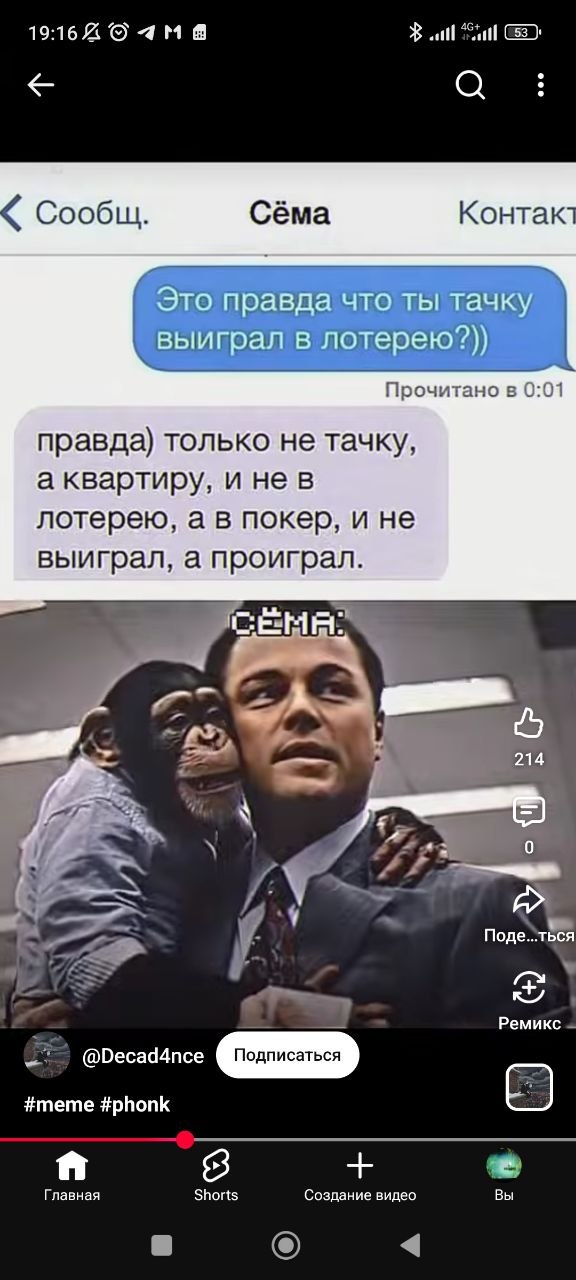 19:16
4G+
53
Сообщ.
Сёма
Контакт
Это правда что ты тачку
выиграл в лотерею?))
Прочитано в 0:01
правда) только не тачку,
а квартиру, и не в
лотерею, а в покер, и не
выиграл, а проиграл.
СЁМА:
214
0
Поде...ться
Ремикс
@Decad4nce
Подписаться
#meme #phonk
Главная
Shorts
Создание видео
Вы